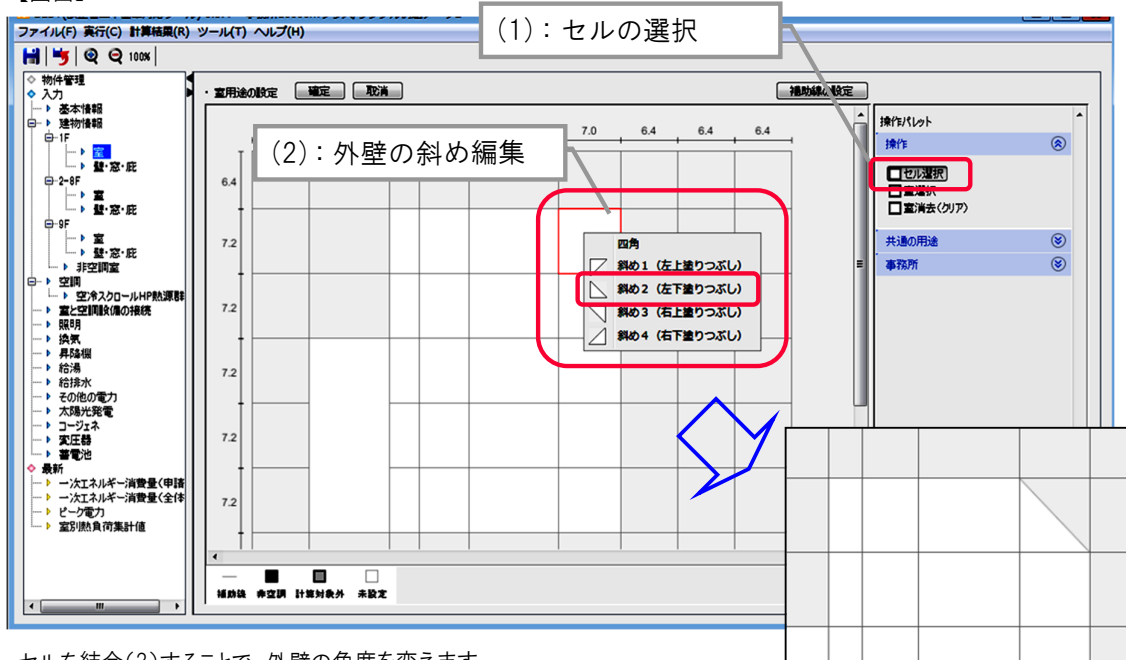 (1)：セルの選択
ファイル(F) 実行(C) 計算結果(R) ツール(T) ヘルプ(H)
100%
物件管理
入力
基本情報
建物情報
1F
室
壁・窓・庇
2-8F
室
壁・窓・庇
9F
室
壁・窓・庇
非空調室
空調
空冷スクロールHP熱源群
室と空調設備の接続
照明
換気
昇降機
給湯
給排水
その他の電力
太陽光発電
コージェネ
変圧器
蓄電池
最新
一次エネルギー消費量(申請
一次エネルギー消費量(全体
ピーク電力
室別熱負荷集計値
・室用途の設定 確定 取消 補助線の設定
7.0 6.4 6.4 6.4
(2)：外壁の斜め編集
6.4
7.2
7.2
7.2
7.2
7.2
四角
斜め1（左上塗りつぶし）
斜め2（左下塗りつぶし）
斜め3（右上塗りつぶし）
斜め4（右下塗りつぶし）
補助線 非空調 計算対象外 未設定
操作パレット
操作
セル選択
室選択
室消去(クリア)
共通の用途
事務所
セルを結合(2)することで、外壁の角度を変えます